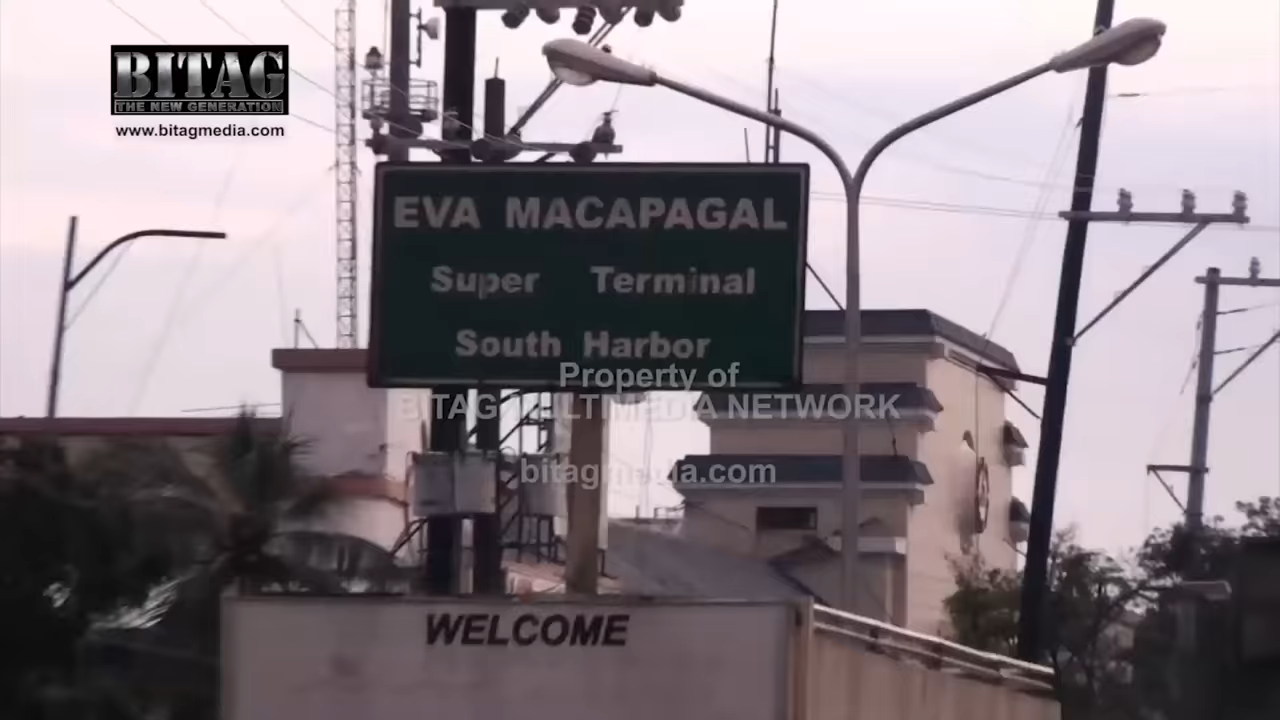 BITAG
THE NEW GENERATION
www.bitagmedia.com
EVA MACAPAGAL
Super Terminal
South Harbor
Property of
BITAG MULTIMEDIA NETWORK
bitagmedia.com
WELCOME